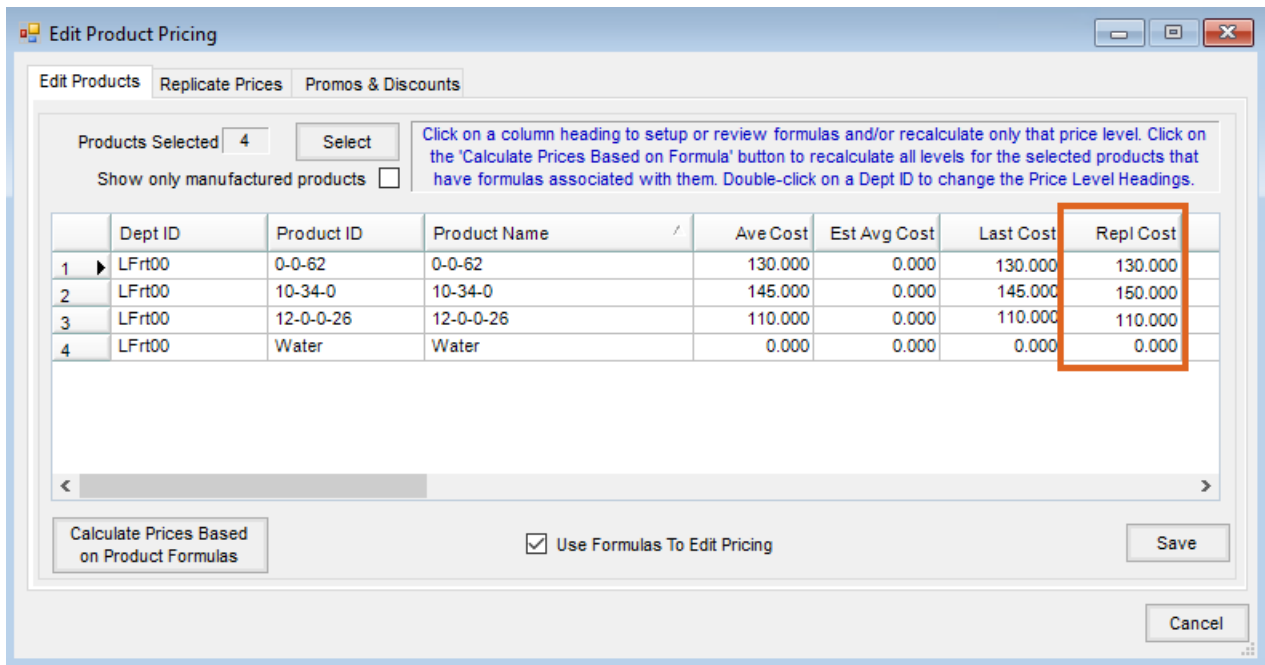 Edit Product Pricing
Edit Products Replicate Prices Promos & Discounts
Products Selected 4 Select
Show only manufactured products
Click on a column heading to setup or review formulas and/or recalculate only that price level. Click on
the 'Calculate Prices Based on Formula' button to recalculate all levels for the selected products that
have formulas associated with them. Double-click on a Dept ID to change the Price Level Headings.
Dept ID Product ID Product Name Ave Cost Est Avg Cost Last Cost Repl Cost
1 LFrt00 0-0-62 0-0-62 130.000 0.000 130.000 130.000
2 LFrt00 10-34-0 10-34-0 145.000 0.000 145.000 150.000
3 LFrt00 12-0-0-26 12-0-0-26 110.000 0.000 110.000 110.000
4 LFrt00 Water Water 0.000 0.000 0.000 0.000
Calculate Prices Based
on Product Formulas
Use Formulas To Edit Pricing
Save
Cancel